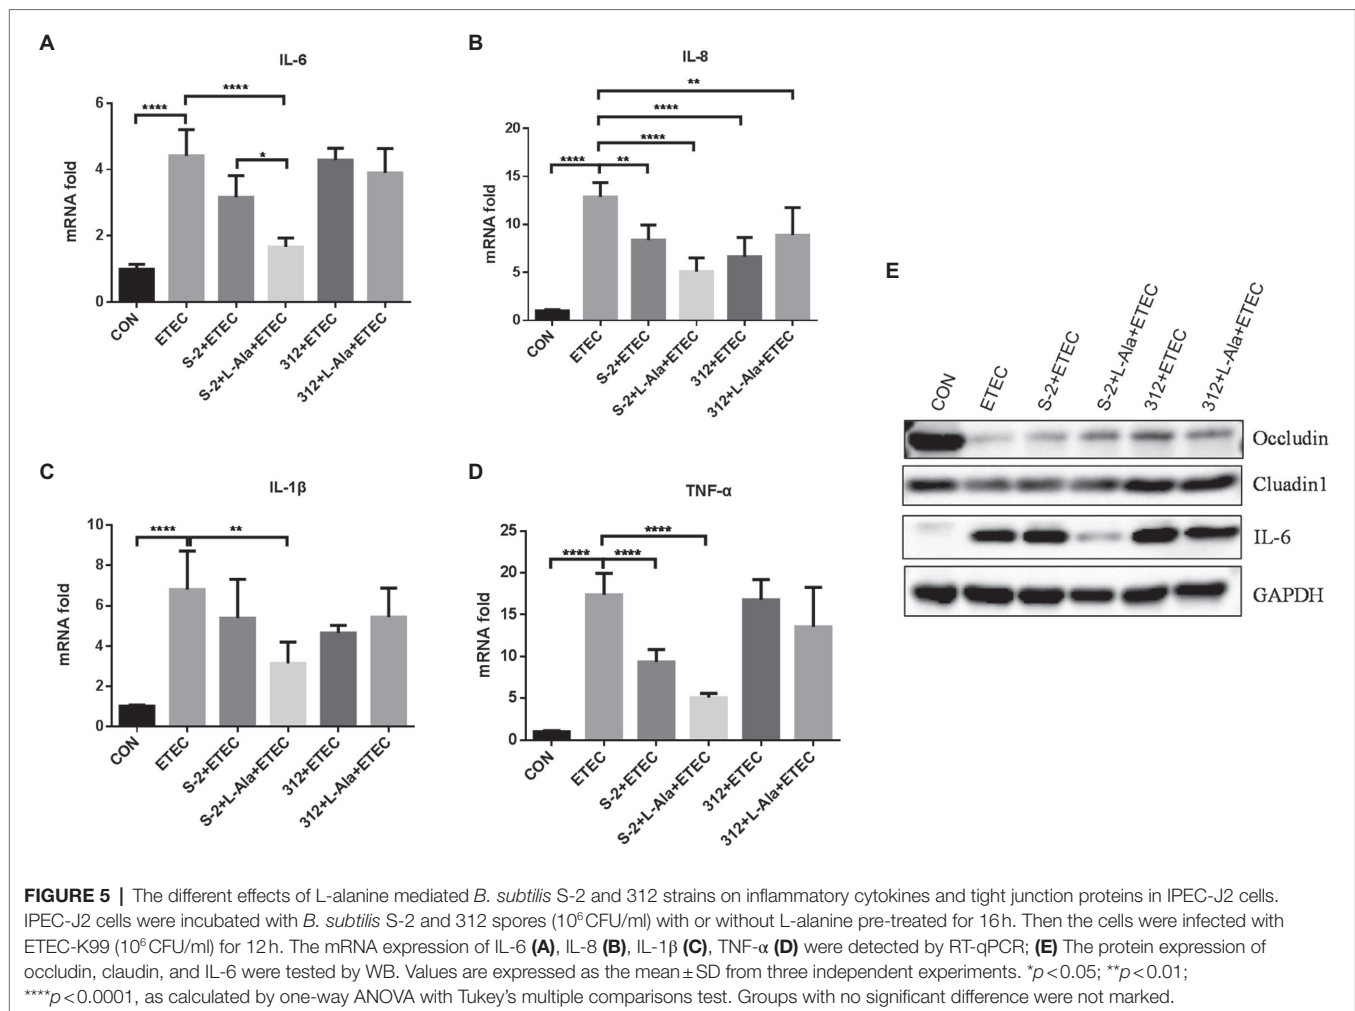 A
IL-6
mRNA fold
6
4
2
0
****
****
*
CON
ETEC
S-2+ETEC
S-2+L-Ala+ETEC
312+ETEC
312+L-Ala+ETEC
B
IL-8
mRNA fold
20
15
10
5
0
**
****
****
****
**
CON
ETEC
S-2+ETEC
S-2+L-Ala+ETEC
312+ETEC
312+L-Ala+ETEC
C
IL-1β
mRNA fold
10
8
6
4
2
0
****
**
CON
ETEC
S-2+ETEC
S-2+L-Ala+ETEC
312+ETEC
312+L-Ala+ETEC
D
TNF-α
mRNA fold
25
20
15
10
5
0
****
****
****
CON
ETEC
S-2+ETEC
S-2+L-Ala+ETEC
312+ETEC
312+L-Ala+ETEC
E
CON
ETEC
S-2+ETEC
S-2+L-Ala+ETEC
312+ETEC
312+L-Ala+ETEC
Occludin
Cluadin1
IL-6
GAPDH
FIGURE 5 | The different effects of L-alanine mediated B. subtilis S-2 and 312 strains on inflammatory cytokines and tight junction proteins in IPEC-J2 cells.
IPEC-J2 cells were incubated with B. subtilis S-2 and 312 spores (10⁶ CFU/ml) with or without L-alanine pre-treated for 16 h. Then the cells were infected with
ETEC-K99 (10⁶ CFU/ml) for 12 h. The mRNA expression of IL-6 (A), IL-8 (B), IL-1β (C), TNF-α (D) were detected by RT-qPCR; (E) The protein expression of
occludin, claudin, and IL-6 were tested by WB. Values are expressed as the mean ± SD from three independent experiments. *p < 0.05; **p < 0.01;
****p < 0.0001, as calculated by one-way ANOVA with Tukey's multiple comparisons test. Groups with no significant difference were not marked.